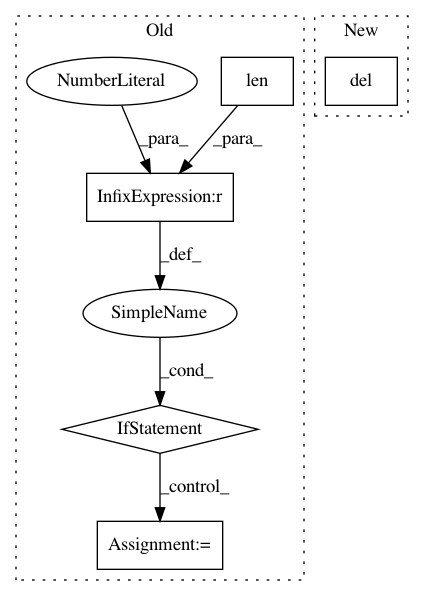 Old
New
NumberLiteral
len
del
_para_
_para_
InfixExpression:r
_def_
SimpleName
_cond_
IfStatement
_control_
Assignment:=